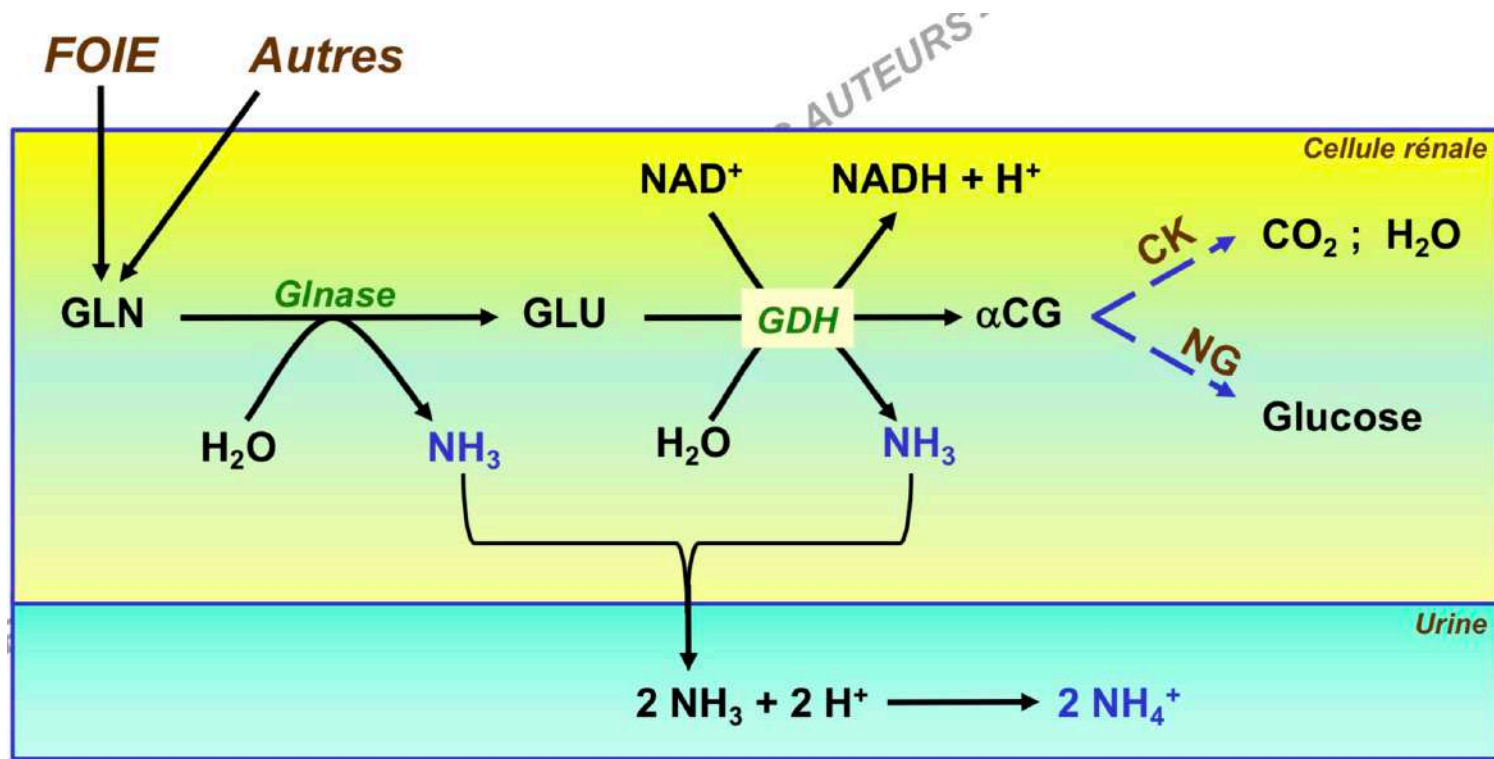 FOIE Autres
AUTEURS
Cellule rénale
NAD⁺ NADH + H⁺
CK CO₂ ; H₂O
GLN Glnase GLU GDH αCG
NG Glucose
H₂O NH₃ H₂O NH₃
Urine
2 NH₃ + 2 H⁺ 2 NH₄⁺